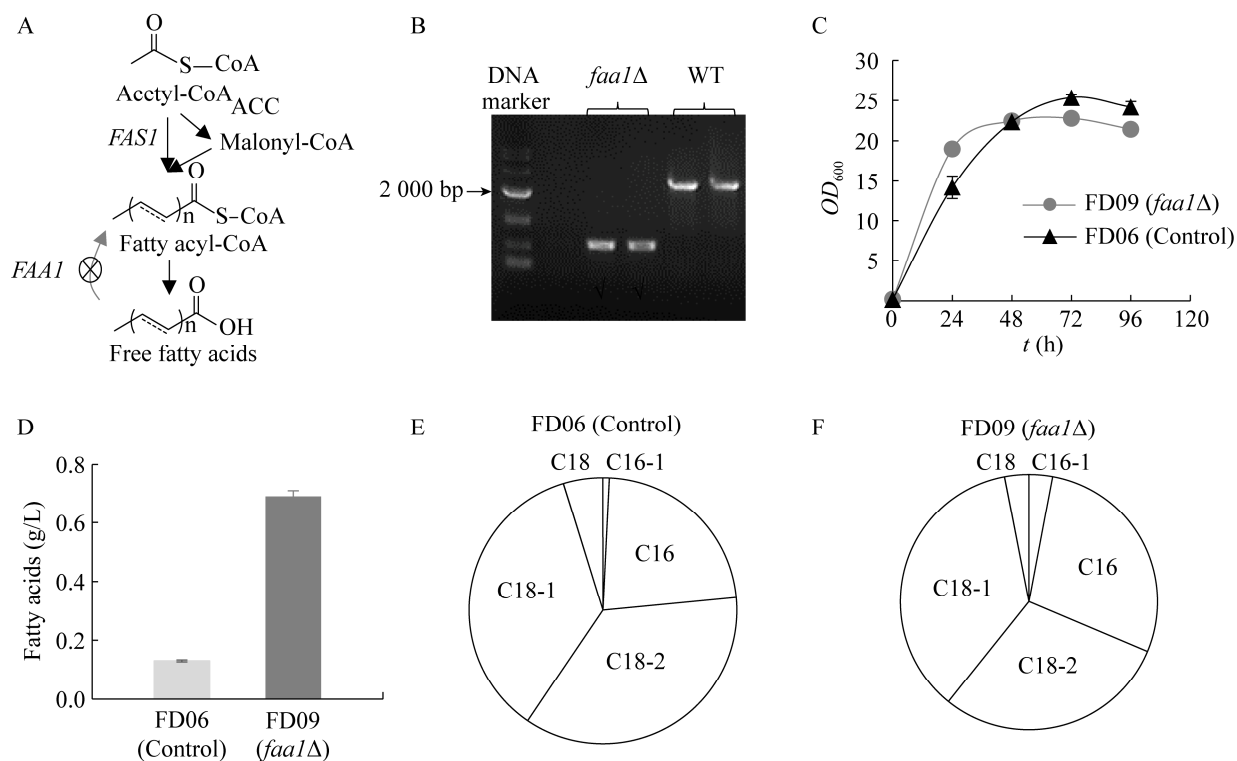 A
O
S—CoA
Acctyl-CoA
ACC
FAS1
Malonyl-CoA
O
n
S–CoA
Fatty acyl-CoA
FAA1
O
n
OH
Free fatty acids
B
DNA
marker
faa1Δ
WT
2 000 bp
√ √
C
30
25
20
15
10
5
0 24 48 72 96 120
OD600
t (h)
FD09 (faa1Δ)
FD06 (Control)
D
0.8
0.6
0.4
0.2
0.0
Fatty acids (g/L)
FD06
(Control)
FD09
(faa1Δ)
E
FD06 (Control)
C18
C16-1
C16
C18-1
C18-2
F
FD09 (faa1Δ)
C18
C16-1
C16
C18-1
C18-2